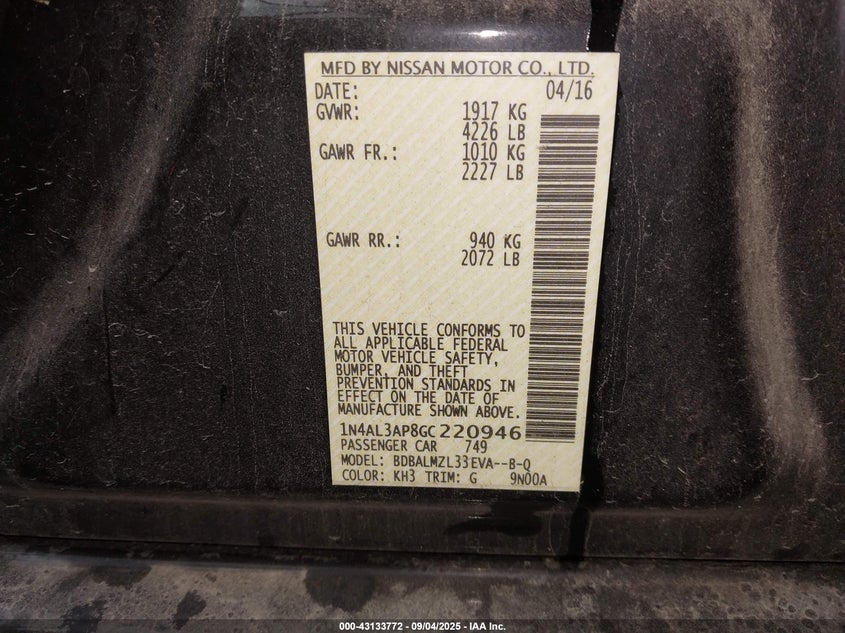 MFD BY NISSAN MOTOR CO., LTD.
DATE: 04/16
GVWR: 1917 KG
4226 LB
GAWR FR.: 1010 KG
2227 LB
GAWR RR.: 940 KG
2072 LB
THIS VEHICLE CONFORMS TO
ALL APPLICABLE FEDERAL
MOTOR VEHICLE SAFETY,
BUMPER, AND THEFT
PREVENTION STANDARDS IN
EFFECT ON THE DATE OF
MANUFACTURE SHOWN ABOVE.
1N4AL3AP8GC220946
PASSENGER CAR 749
MODEL: BDBALMZL33EVA--B-Q
COLOR: KH3 TRIM: G 9N00A
000-43133772 - 09/04/2025 - IAA Inc.